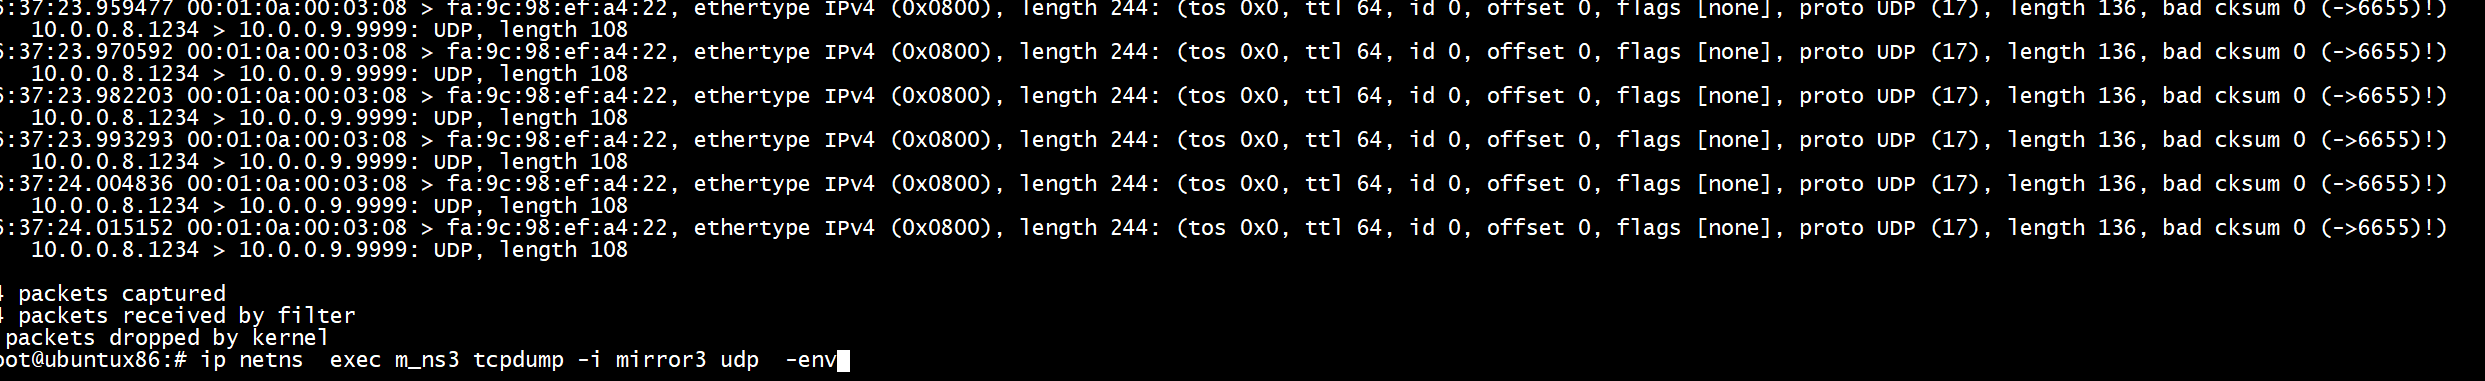 6:37:23.959477 00:01:0a:00:03:08 > fa:9c:98:ef:a4:22, ethertype IPv4 (0x0800), length 244: (tos 0x0, ttl 64, id 0, offset 0, flags [none], proto UDP (17), length 136, bad cksum 0 (->6655)!)
10.0.0.8.1234 > 10.0.0.9.9999: UDP, length 108
6:37:23.970592 00:01:0a:00:03:08 > fa:9c:98:ef:a4:22, ethertype IPv4 (0x0800), length 244: (tos 0x0, ttl 64, id 0, offset 0, flags [none], proto UDP (17), length 136, bad cksum 0 (->6655)!)
10.0.0.8.1234 > 10.0.0.9.9999: UDP, length 108
6:37:23.982203 00:01:0a:00:03:08 > fa:9c:98:ef:a4:22, ethertype IPv4 (0x0800), length 244: (tos 0x0, ttl 64, id 0, offset 0, flags [none], proto UDP (17), length 136, bad cksum 0 (->6655)!)
10.0.0.8.1234 > 10.0.0.9.9999: UDP, length 108
6:37:23.993293 00:01:0a:00:03:08 > fa:9c:98:ef:a4:22, ethertype IPv4 (0x0800), length 244: (tos 0x0, ttl 64, id 0, offset 0, flags [none], proto UDP (17), length 136, bad cksum 0 (->6655)!)
10.0.0.8.1234 > 10.0.0.9.9999: UDP, length 108
6:37:24.004836 00:01:0a:00:03:08 > fa:9c:98:ef:a4:22, ethertype IPv4 (0x0800), length 244: (tos 0x0, ttl 64, id 0, offset 0, flags [none], proto UDP (17), length 136, bad cksum 0 (->6655)!)
10.0.0.8.1234 > 10.0.0.9.9999: UDP, length 108
6:37:24.015152 00:01:0a:00:03:08 > fa:9c:98:ef:a4:22, ethertype IPv4 (0x0800), length 244: (tos 0x0, ttl 64, id 0, offset 0, flags [none], proto UDP (17), length 136, bad cksum 0 (->6655)!)
10.0.0.8.1234 > 10.0.0.9.9999: UDP, length 108
4 packets captured
4 packets received by filter
packets dropped by kernel
oot@ubuntux86:# ip netns  exec m_ns3 tcpdump -i mirror3 udp  -env